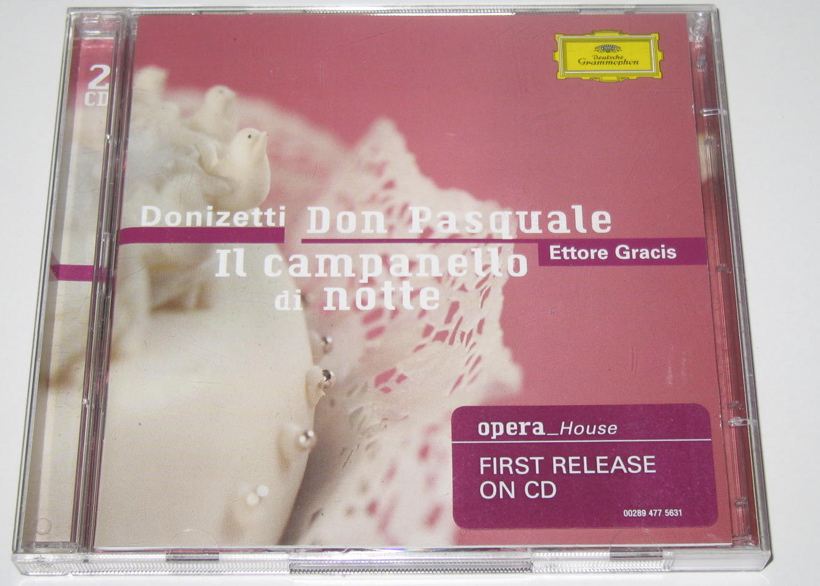 2
CD
Deutsche
Grammophon
Donizetti Don Pasquale
Ettore Gracis
Il campanello
di notte
opera_House
FIRST RELEASE
ON CD
00289 477 5631